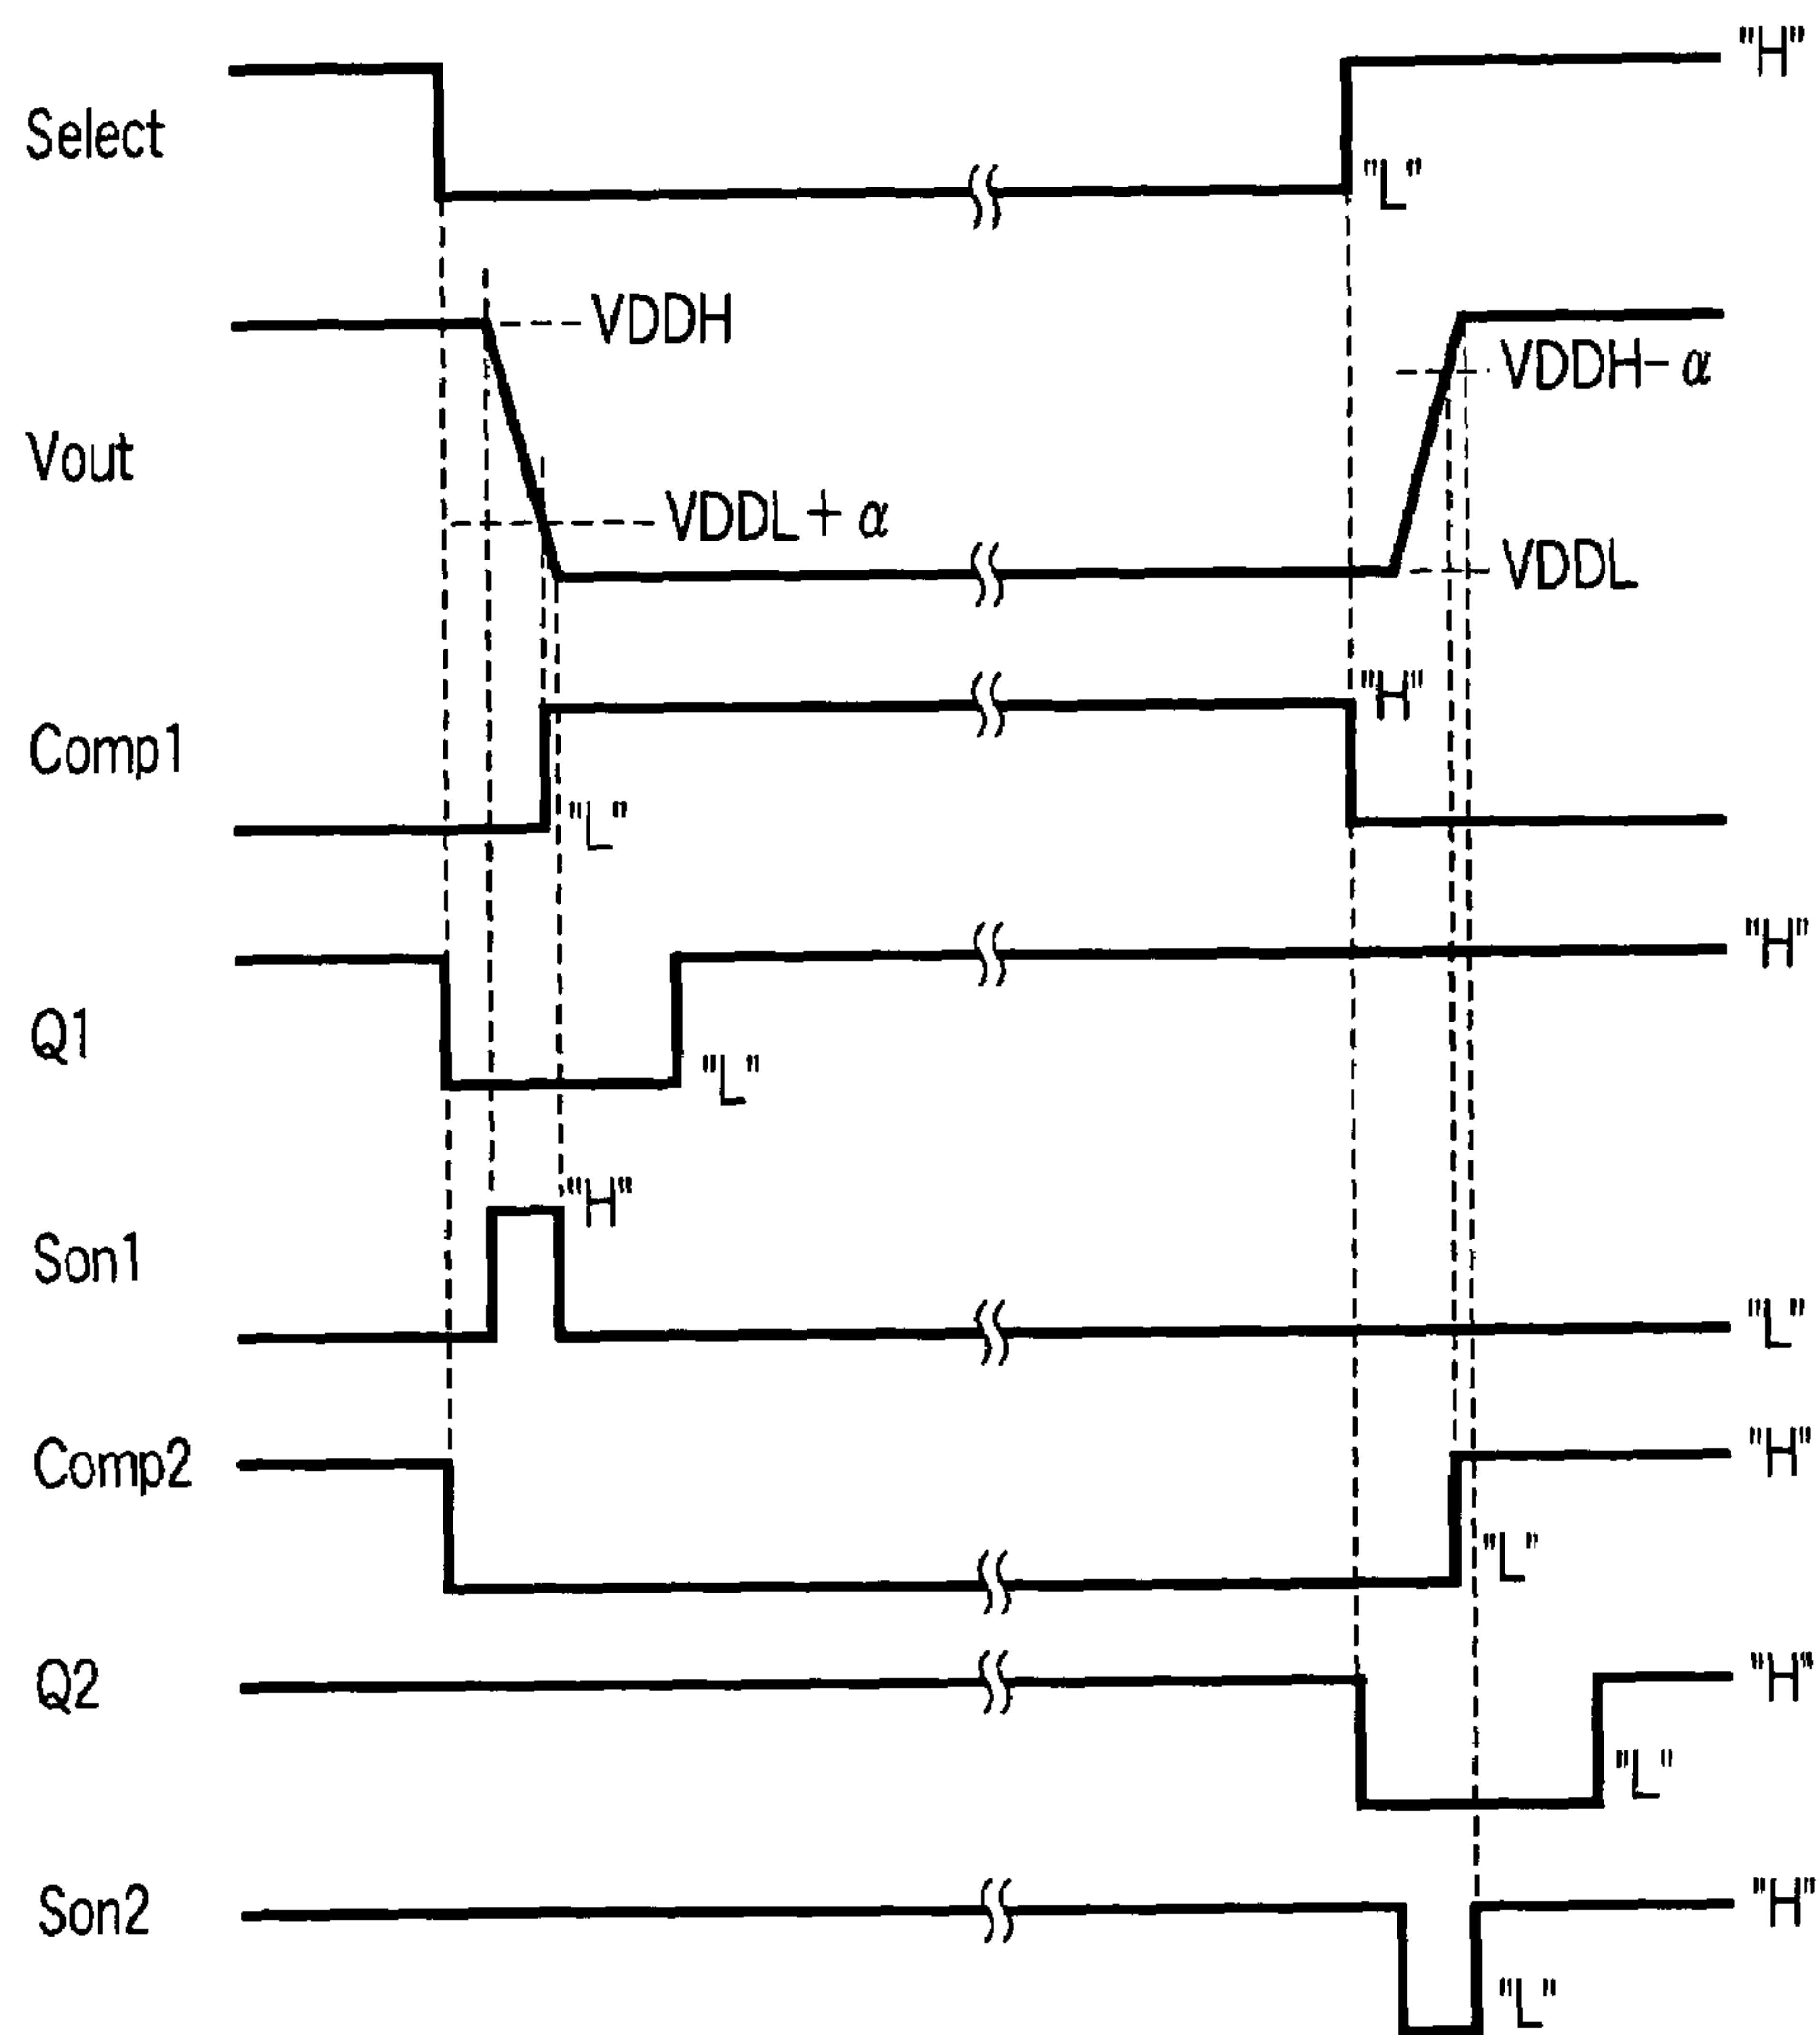 "H"
Select
"L"
VDDH
VDDH-α
Vout
VDDL+α
VDDL
"H"
Comp1
"L"
"H"
Q1
"L"
"H"
Son1
"L"
Comp2
"H"
"L"
Q2
"H"
"L"
Son2
"H"
"L"